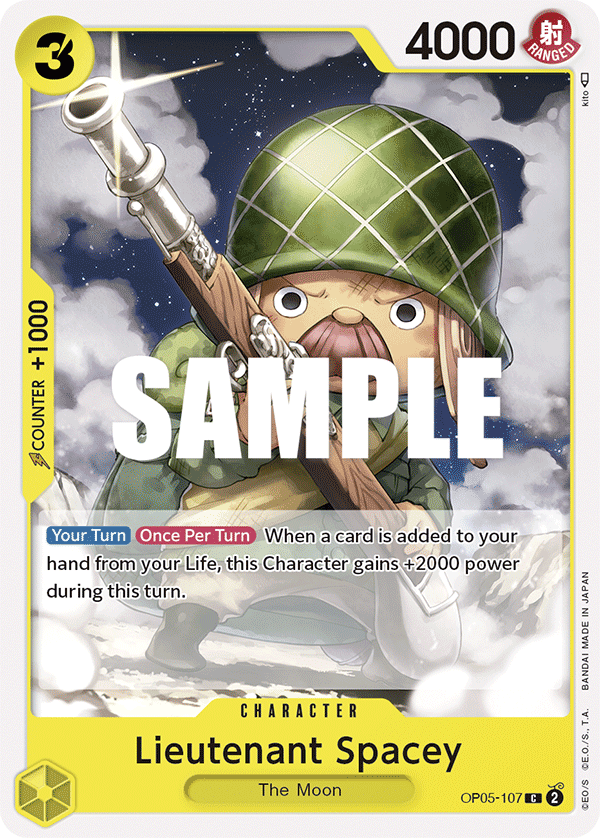 3
4000
射
RANGED
kito
COUNTER +1000
SAMPLE
Your Turn Once Per Turn When a card is added to your
hand from your Life, this Character gains +2000 power
during this turn.
CHARACTER
Lieutenant Spacey
The Moon
OP05-107 C 2
©EO/S ©E.O./S., T.A. BANDAI MADE IN JAPAN